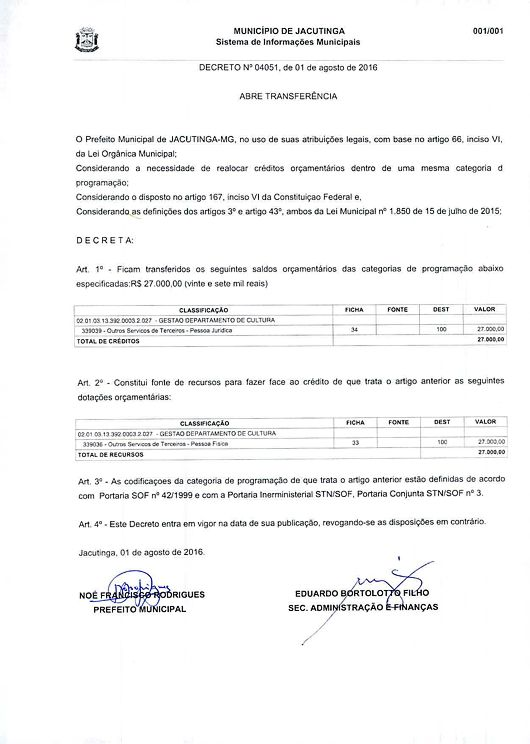 MUNICÍPIO DE JACUTINGA 001/001
Sistema de Informações Municipais
DECRETO Nº 04051, de 01 de agosto de 2016
ABRE TRANSFERÊNCIA
O Prefeito Municipal de JACUTINGA-MG, no uso de suas atribuições legais, com base no artigo 66, inciso VI,
da Lei Orgânica Municipal;
Considerando a necessidade de realocar créditos orçamentários dentro de uma mesma categoria d
programação;
Considerando o disposto no artigo 167, inciso VI da Constituiçao Federal e,
Considerando as definições dos artigos 3º e artigo 43º, ambos da Lei Municipal nº 1.850 de 15 de julho de 2015;
D E C R E T A:
Art. 1º - Ficam transferidos os seguintes saldos orçamentários das categorias de programação abaixo
especificadas:R$ 27.000,00 (vinte e sete mil reais)
CLASSIFICAÇÃO FICHA FONTE DEST VALOR
02.01.03.13.392.0003.2.027 - GESTAO DEPARTAMENTO DE CULTURA
339039 - Outros Servicos de Terceiros - Pessoa Juridica 34 100 27.000,00
TOTAL DE CRÉDITOS 27.000,00
Art. 2º - Constitui fonte de recursos para fazer face ao crédito de que trata o artigo anterior as seguintes
dotações orçamentárias:
CLASSIFICAÇÃO FICHA FONTE DEST VALOR
02.01.03.13.392.0003.2.027 - GESTAO DEPARTAMENTO DE CULTURA
339036 - Outros Servicos de Terceiros - Pessoa Fisica 33 100 27.000,00
TOTAL DE RECURSOS 27.000,00
Art. 3º - As codificaçoes da categoria de programação de que trata o artigo anterior estão definidas de acordo
com Portaria SOF nº 42/1999 e com a Portaria Inerministerial STN/SOF, Portaria Conjunta STN/SOF nº 3.
Art. 4º - Este Decreto entra em vigor na data de sua publicação, revogando-se as disposições em contrário.
Jacutinga, 01 de agosto de 2016.
NOÉ FRANCISCO RODRIGUES EDUARDO BORTOLOTTO FILHO
PREFEITO MUNICIPAL SEC. ADMINISTRAÇÃO E FINANÇAS